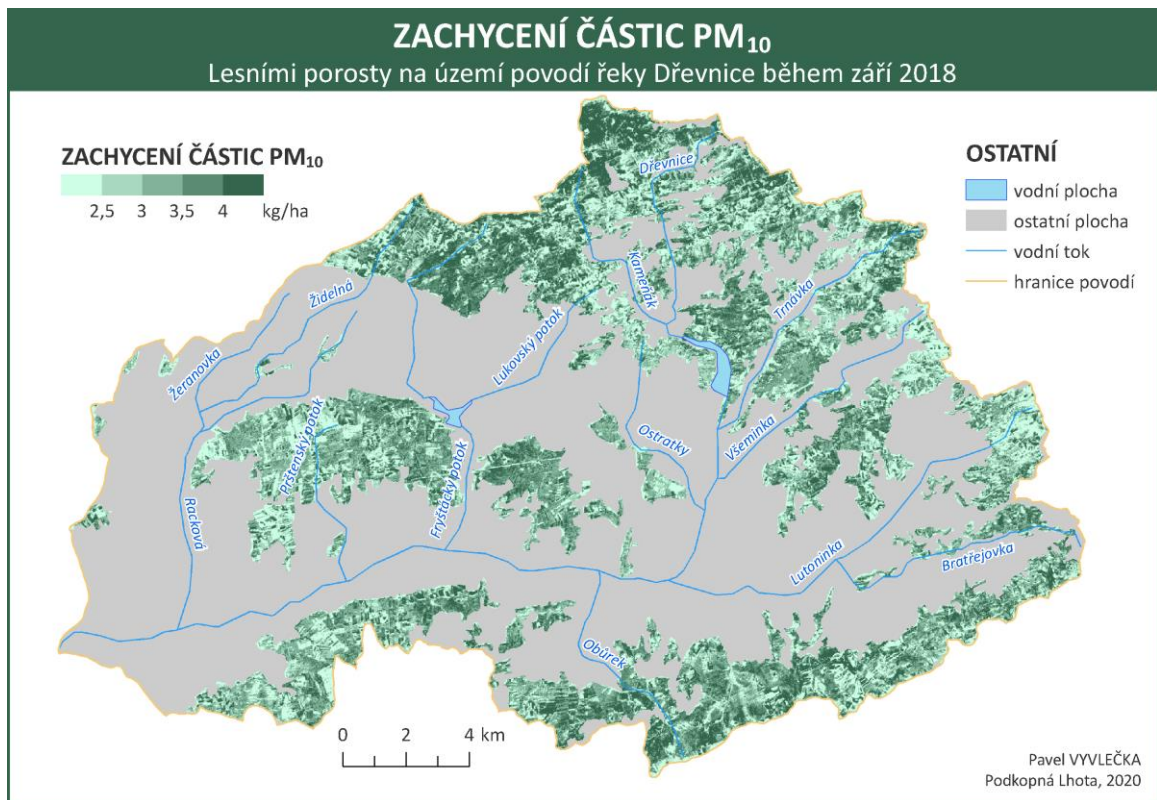 ZACHYCENÍ ČÁSTIC PM₁₀
Lesními porosty na území povodí řeky Dřevnice během září 2018
ZACHYCENÍ ČÁSTIC PM₁₀
2,5 3 3,5 4 kg/ha
OSTATNÍ
vodní plocha
ostatní plocha
vodní tok
hranice povodí
Dřevnice
Kameňák
Trnávka
Židelná
Lukovský potok
Žeranovka
Všeminka
Ostratky
Prštenský potok
Fryštácký potok
Racková
Lutoninka
Bratřejovka
Obůrek
0 2 4 km
Pavel VYVLEČKA
Podkopná Lhota, 2020